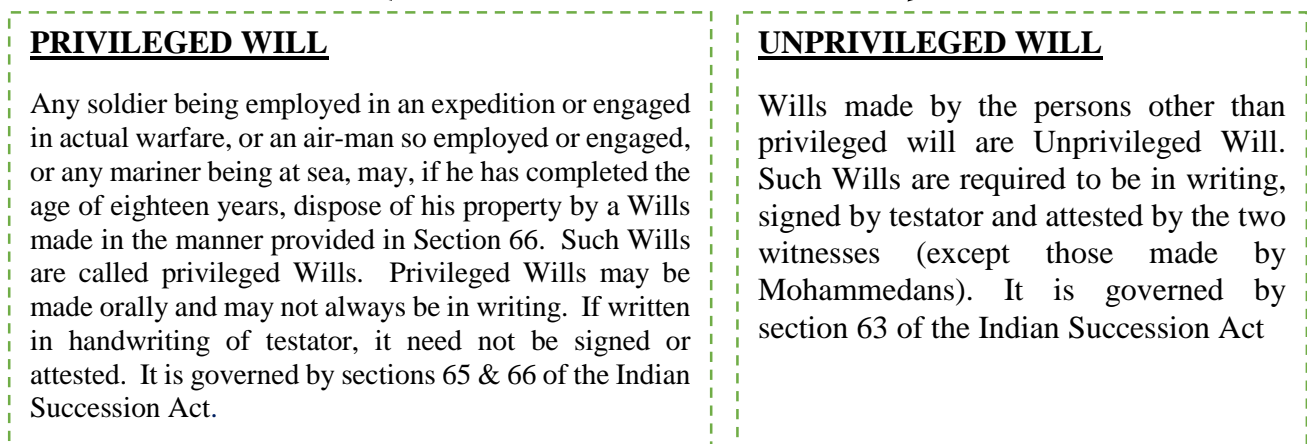 PRIVILEGED WILL
Any soldier being employed in an expedition or engaged
in actual warfare, or an air-man so employed or engaged,
or any mariner being at sea, may, if he has completed the
age of eighteen years, dispose of his property by a Wills
made in the manner provided in Section 66. Such Wills
are called privileged Wills. Privileged Wills may be
made orally and may not always be in writing. If written
in handwriting of testator, it need not be signed or
attested. It is governed by sections 65 & 66 of the Indian
Succession Act.
UNPRIVILEGED WILL
Wills made by the persons other than
privileged will are Unprivileged Will.
Such Wills are required to be in writing,
signed by testator and attested by the two
witnesses (except those made by
Mohammedans). It is governed by
section 63 of the Indian Succession Act